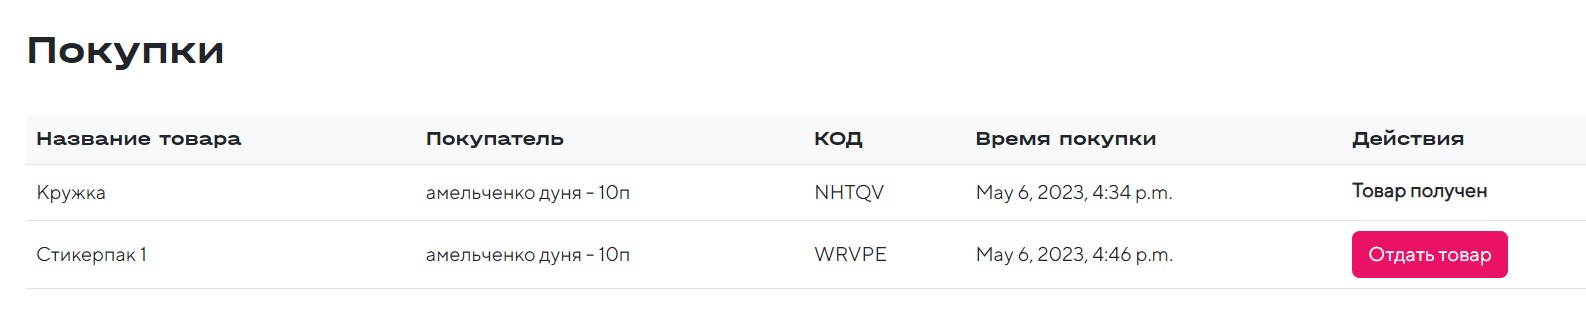 Покупки
Название товара Покупатель КОД Время покупки Действия
Кружка амельченко дуня - 10п NHTQV May 6, 2023, 4:34 p.m. Товар получен
Стикерпак 1 амельченко дуня - 10п WRVPE May 6, 2023, 4:46 p.m. Отдать товар